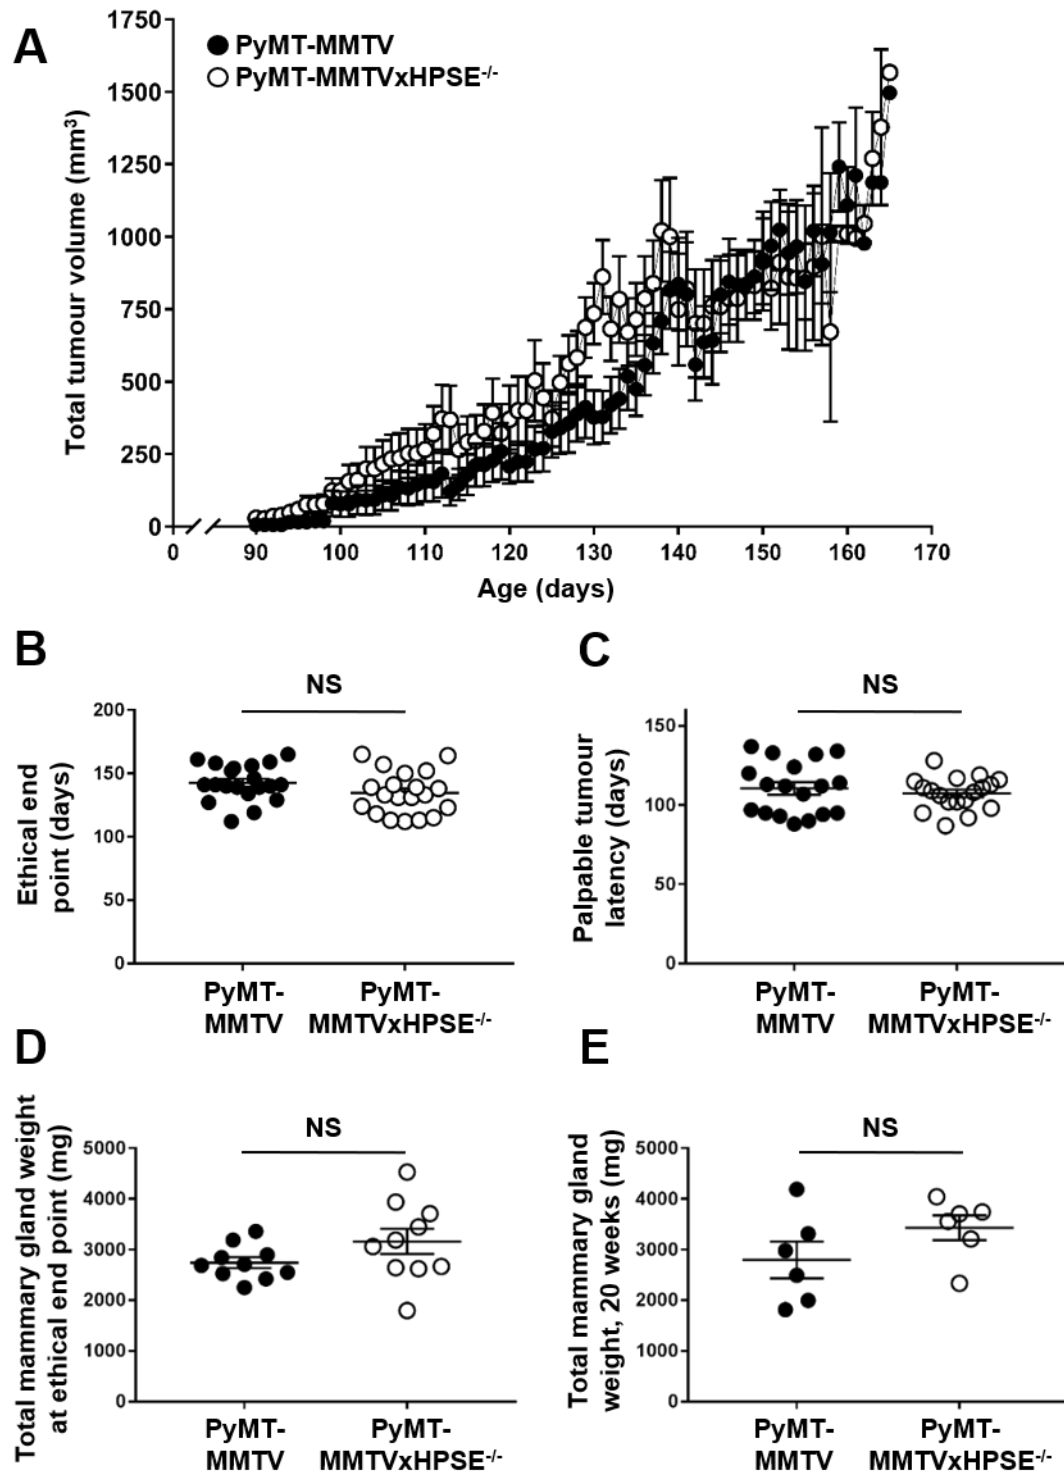 A
PyMT-MMTV
PyMT-MMTVxHPSE-/-
Total tumour volume (mm3)
1750
1500
1250
1000
750
500
250
0
0 90 100 110 120 130 140 150 160 170
Age (days)
B
NS
Ethical end
point (days)
200
150
100
50
0
PyMT-
MMTV
PyMT-
MMTVxHPSE-/-
C
NS
Palpable tumour
latency (days)
150
100
50
0
PyMT-
MMTV
PyMT-
MMTVxHPSE-/-
D
NS
Total mammary gland weight
at ethical end point (mg)
5000
4000
3000
2000
1000
0
PyMT-
MMTV
PyMT-
MMTVxHPSE-/-
E
NS
Total mammary gland
weight, 20 weeks (mg)
5000
4000
3000
2000
1000
0
PyMT-
MMTV
PyMT-
MMTVxHPSE-/-